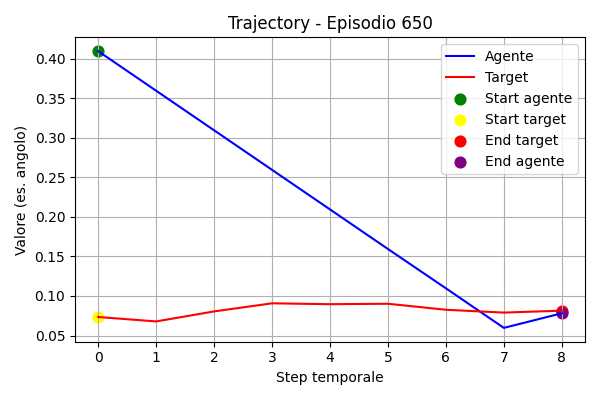 Trajectory - Episodio 650
Valore (es. angolo)
0.40
0.35
0.30
0.25
0.20
0.15
0.10
0.05
Agente
Target
Start agente
Start target
End target
End agente
0 1 2 3 4 5 6 7 8
Step temporale